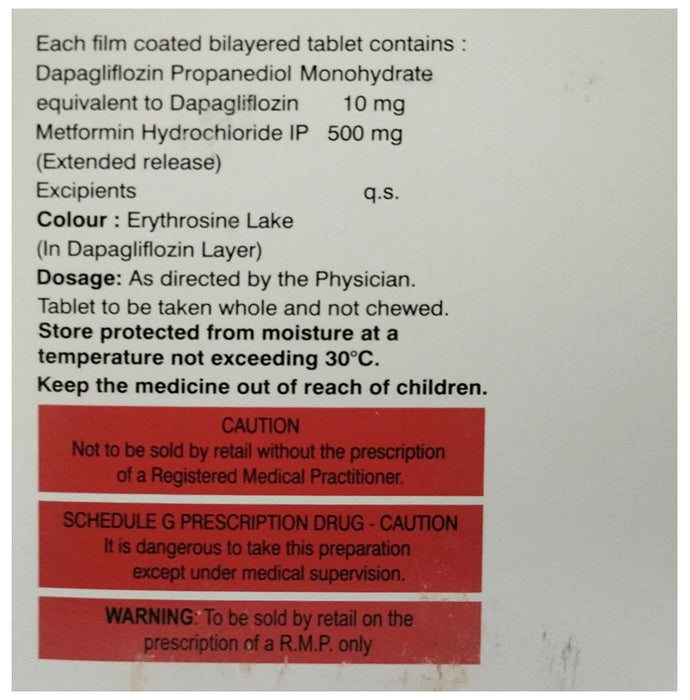 Each film coated bilayered tablet contains :
Dapagliflozin Propanediol Monohydrate
equivalent to Dapagliflozin 10 mg
Metformin Hydrochloride IP 500 mg
(Extended release)
Excipients q.s.
Colour : Erythrosine Lake
(In Dapagliflozin Layer)
Dosage: As directed by the Physician.
Tablet to be taken whole and not chewed.
Store protected from moisture at a
temperature not exceeding 30°C.
Keep the medicine out of reach of children.
CAUTION
Not to be sold by retail without the prescription
of a Registered Medical Practitioner.
SCHEDULE G PRESCRIPTION DRUG - CAUTION
It is dangerous to take this preparation
except under medical supervision.
WARNING: To be sold by retail on the
prescription of a R.M.P. only